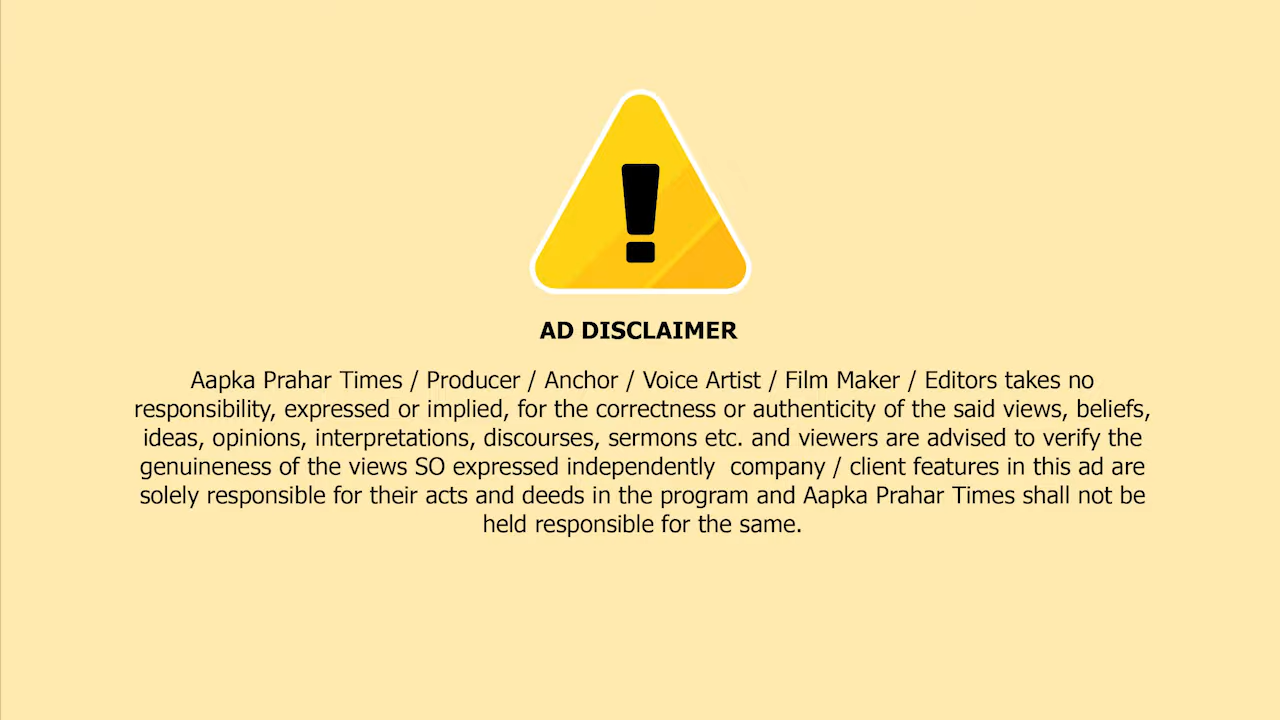 AD DISCLAIMER
Aapka Prahar Times / Producer / Anchor / Voice Artist / Film Maker / Editors takes no
responsibility, expressed or implied, for the correctness or authenticity of the said views, beliefs,
ideas, opinions, interpretations, discourses, sermons etc. and viewers are advised to verify the
genuineness of the views SO expressed independently  company / client features in this ad are
solely responsible for their acts and deeds in the program and Aapka Prahar Times shall not be
held responsible for the same.